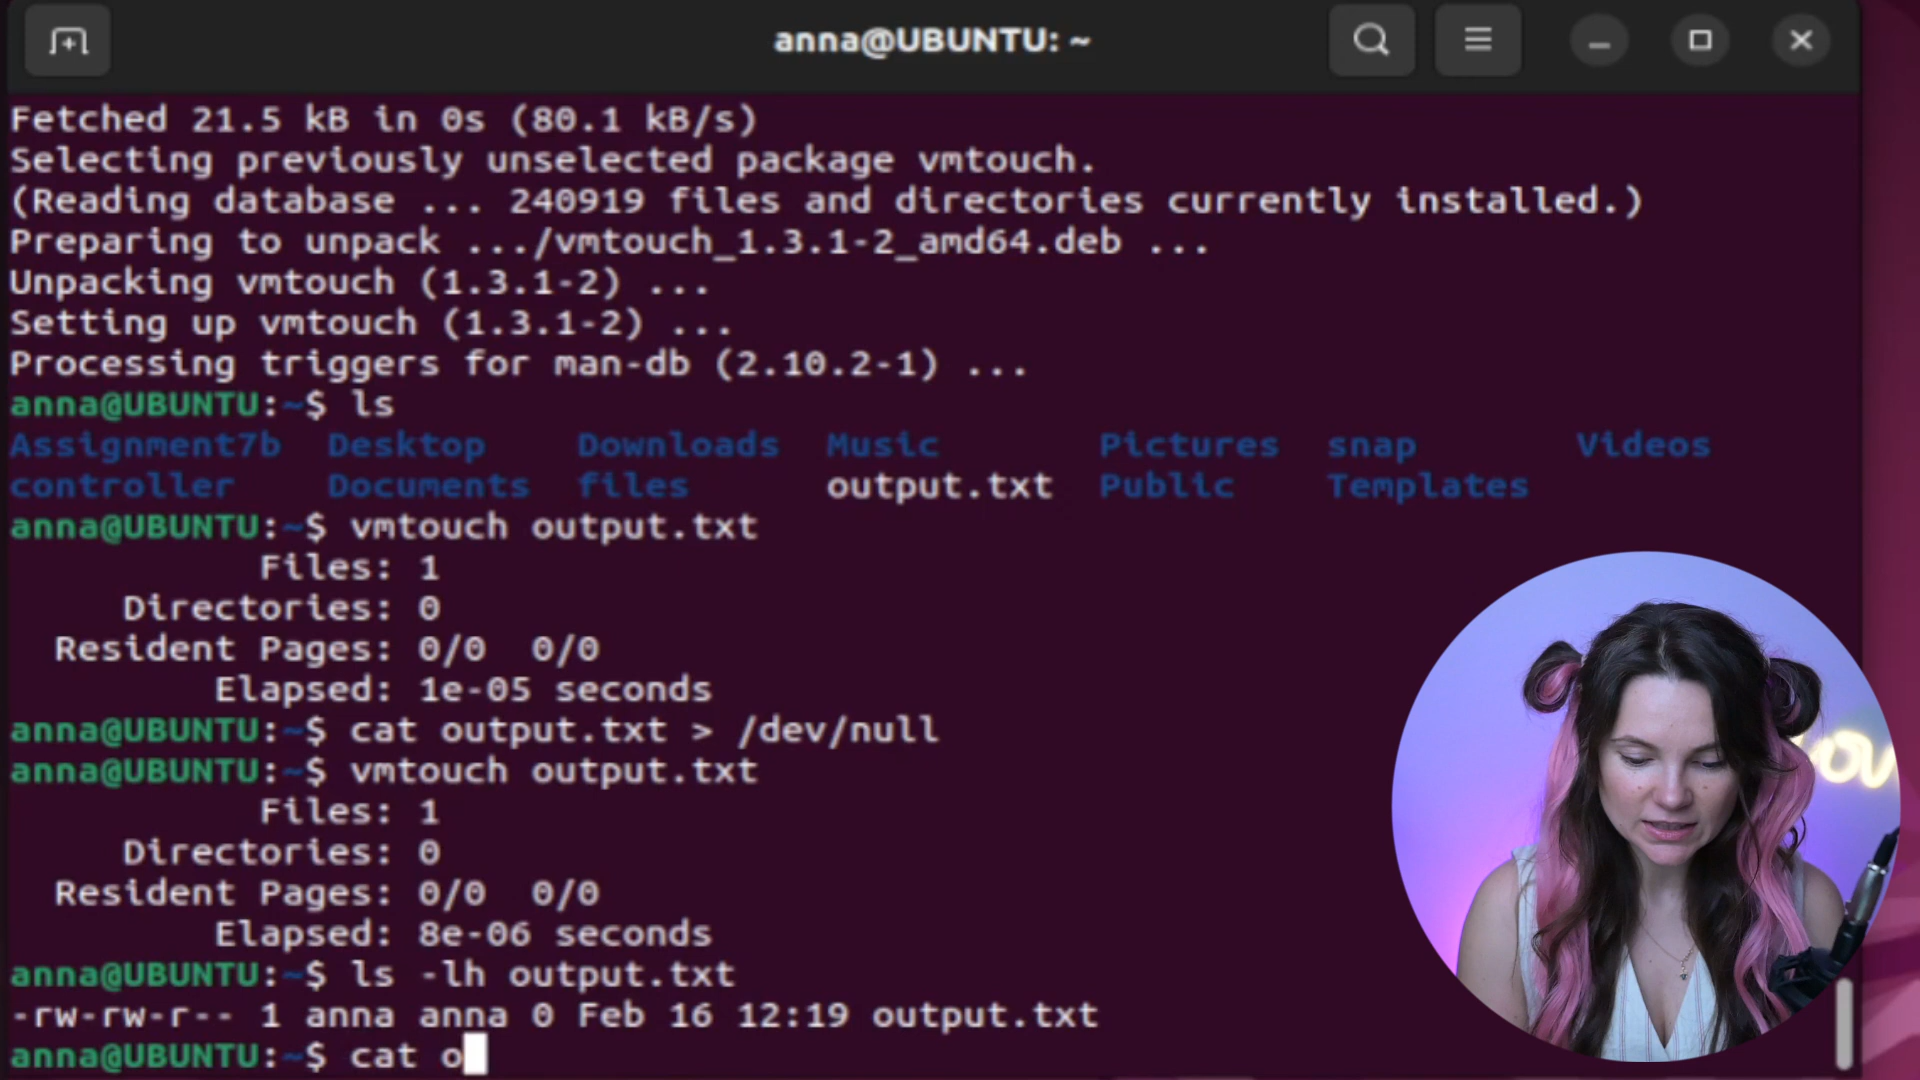 anna@UBUNTU: ~
Fetched 21.5 kB in 0s (80.1 kB/s)
Selecting previously unselected package vmtouch.
(Reading database ... 240919 files and directories currently installed.)
Preparing to unpack .../vmtouch_1.3.1-2_amd64.deb ...
Unpacking vmtouch (1.3.1-2) ...
Setting up vmtouch (1.3.1-2) ...
Processing triggers for man-db (2.10.2-1) ...
anna@UBUNTU:~$ ls
Assignment7b Desktop Downloads Music Pictures snap Videos
controller Documents files output.txt Public Templates
anna@UBUNTU:~$ vmtouch output.txt
Files: 1
Directories: 0
Resident Pages: 0/0 0/0
Elapsed: 1e-05 seconds
anna@UBUNTU:~$ cat output.txt > /dev/null
anna@UBUNTU:~$ vmtouch output.txt
Files: 1
Directories: 0
Resident Pages: 0/0 0/0
Elapsed: 8e-06 seconds
anna@UBUNTU:~$ ls -lh output.txt
-rw-rw-r-- 1 anna anna 0 Feb 16 12:19 output.txt
anna@UBUNTU:~$ cat o